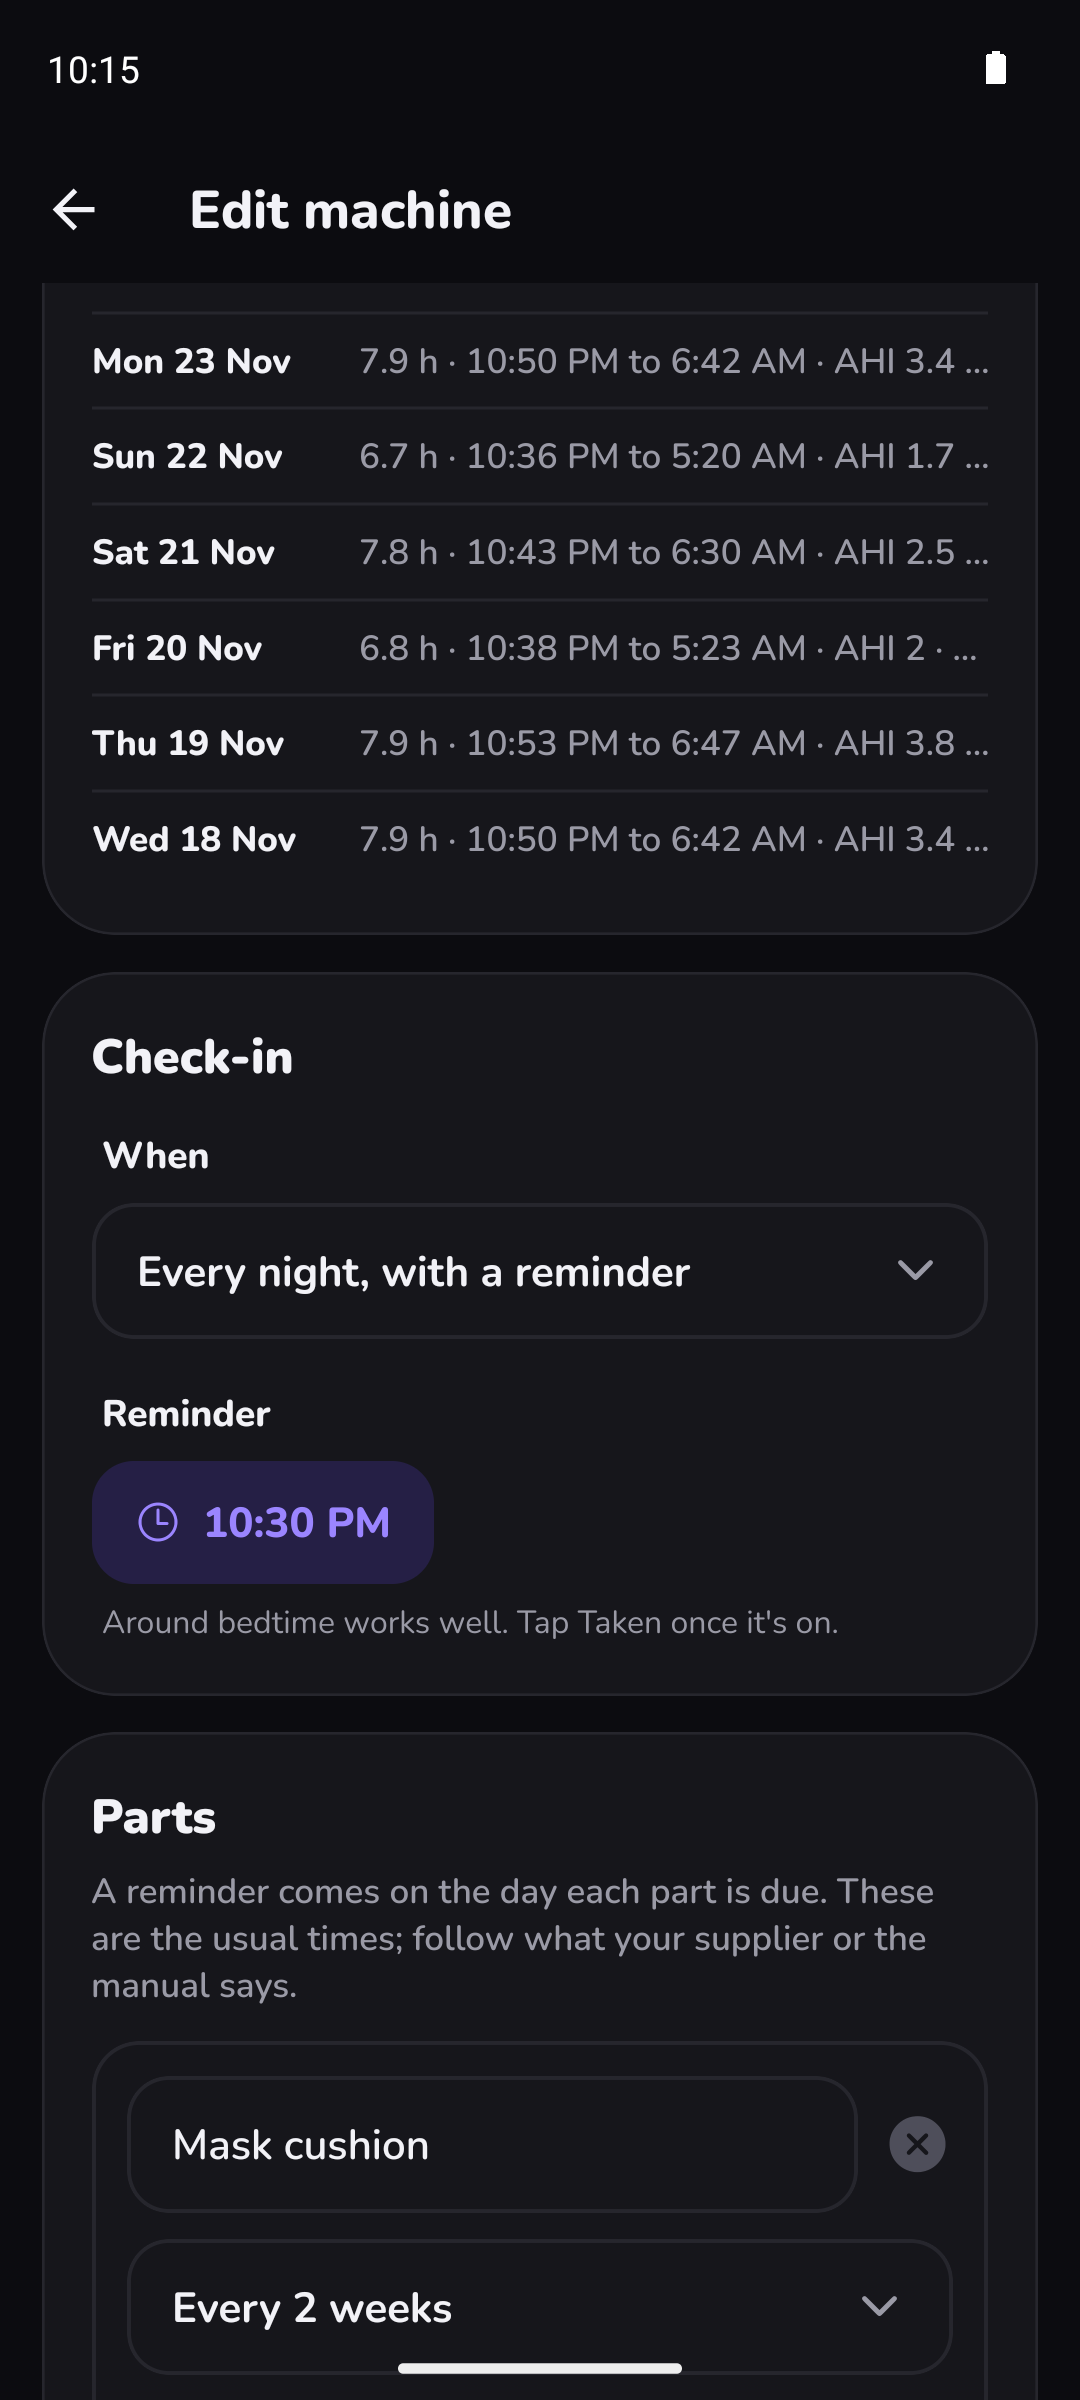 10:15
Edit machine
Mon 23 Nov 7.9 h · 10:50 PM to 6:42 AM · AHI 3.4 ...
Sun 22 Nov 6.7 h · 10:36 PM to 5:20 AM · AHI 1.7 ...
Sat 21 Nov 7.8 h · 10:43 PM to 6:30 AM · AHI 2.5 ...
Fri 20 Nov 6.8 h · 10:38 PM to 5:23 AM · AHI 2 · ...
Thu 19 Nov 7.9 h · 10:53 PM to 6:47 AM · AHI 3.8 ...
Wed 18 Nov 7.9 h · 10:50 PM to 6:42 AM · AHI 3.4 ...
Check-in
When
Every night, with a reminder
Reminder
10:30 PM
Around bedtime works well. Tap Taken once it's on.
Parts
A reminder comes on the day each part is due. These
are the usual times; follow what your supplier or the
manual says.
Mask cushion
Every 2 weeks